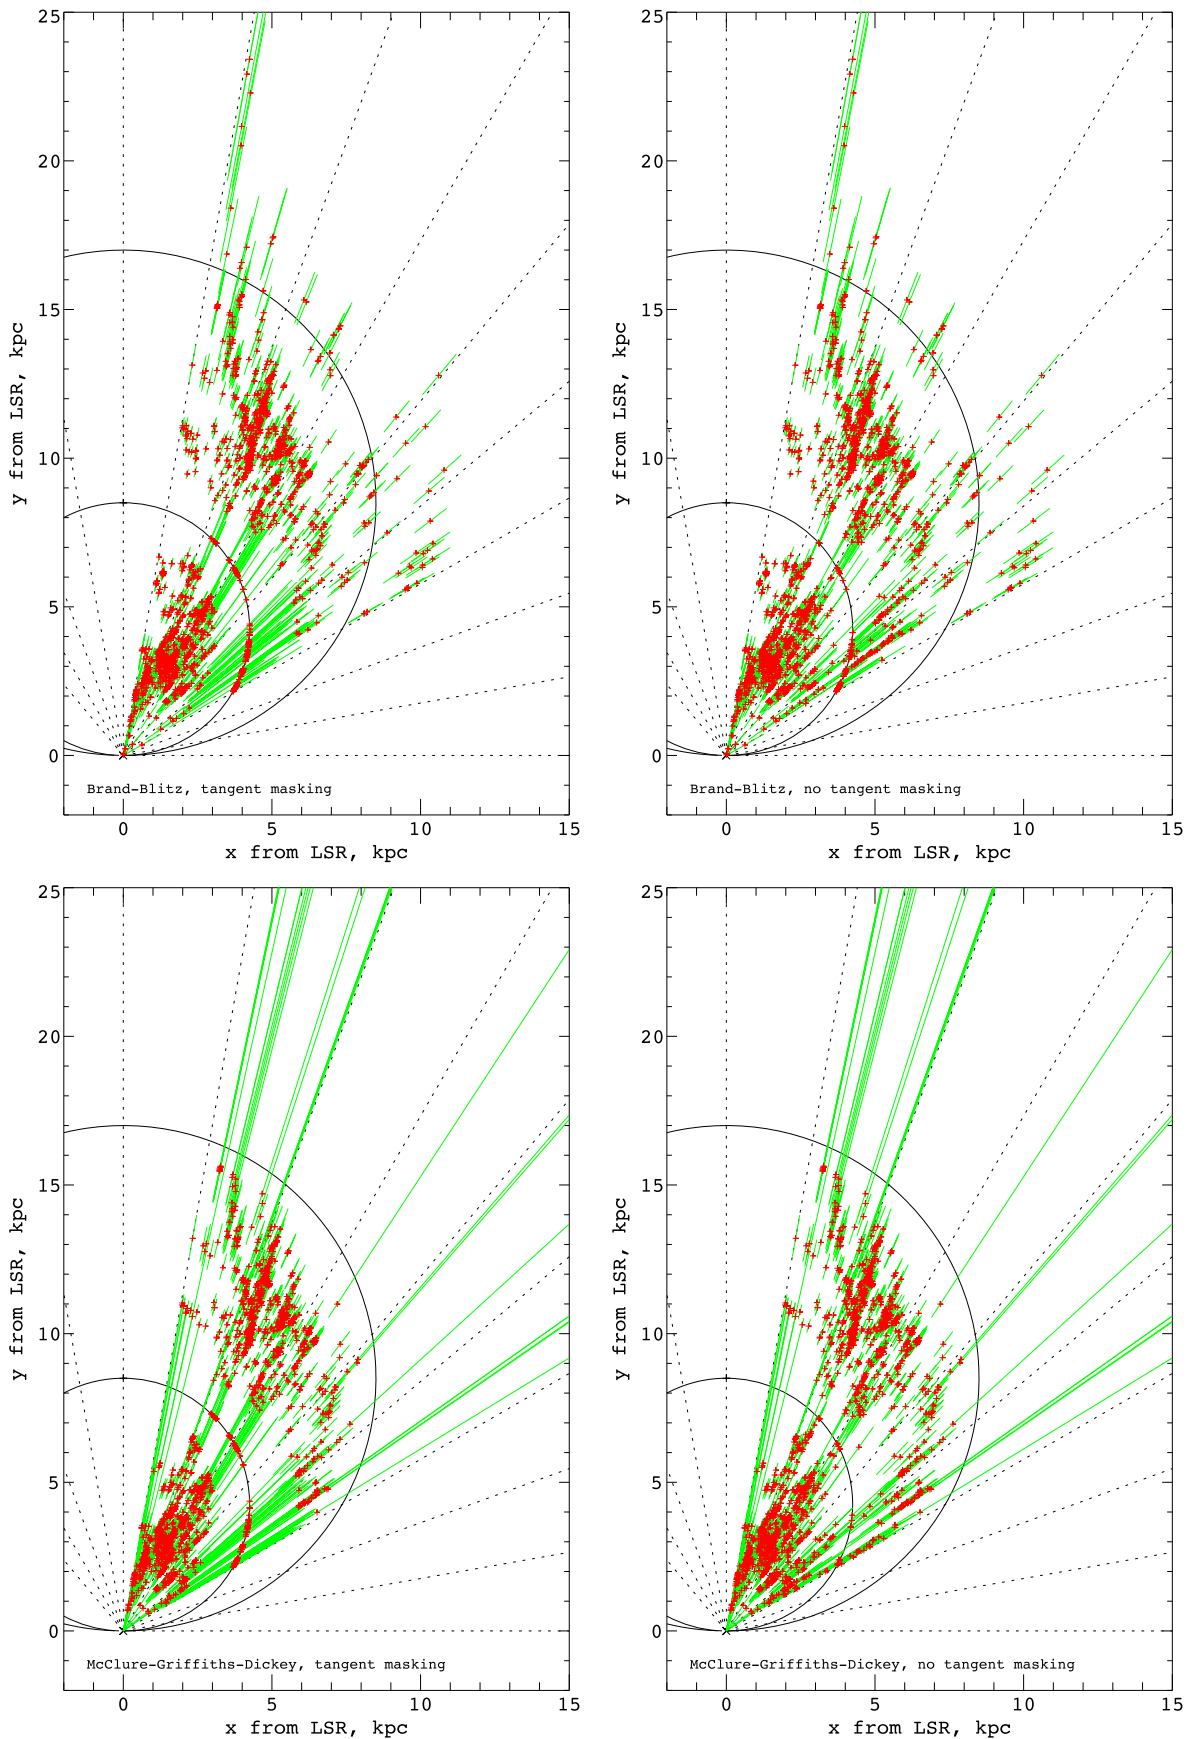 25
20
15
10
5
0
y from LSR, kpc
Brand-Blitz, tangent masking
0 5 10 15
x from LSR, kpc
25
20
15
10
5
0
y from LSR, kpc
Brand-Blitz, no tangent masking
0 5 10 15
x from LSR, kpc
25
20
15
10
5
0
y from LSR, kpc
McClure-Griffiths-Dickey, tangent masking
0 5 10 15
x from LSR, kpc
25
20
15
10
5
0
y from LSR, kpc
McClure-Griffiths-Dickey, no tangent masking
0 5 10 15
x from LSR, kpc